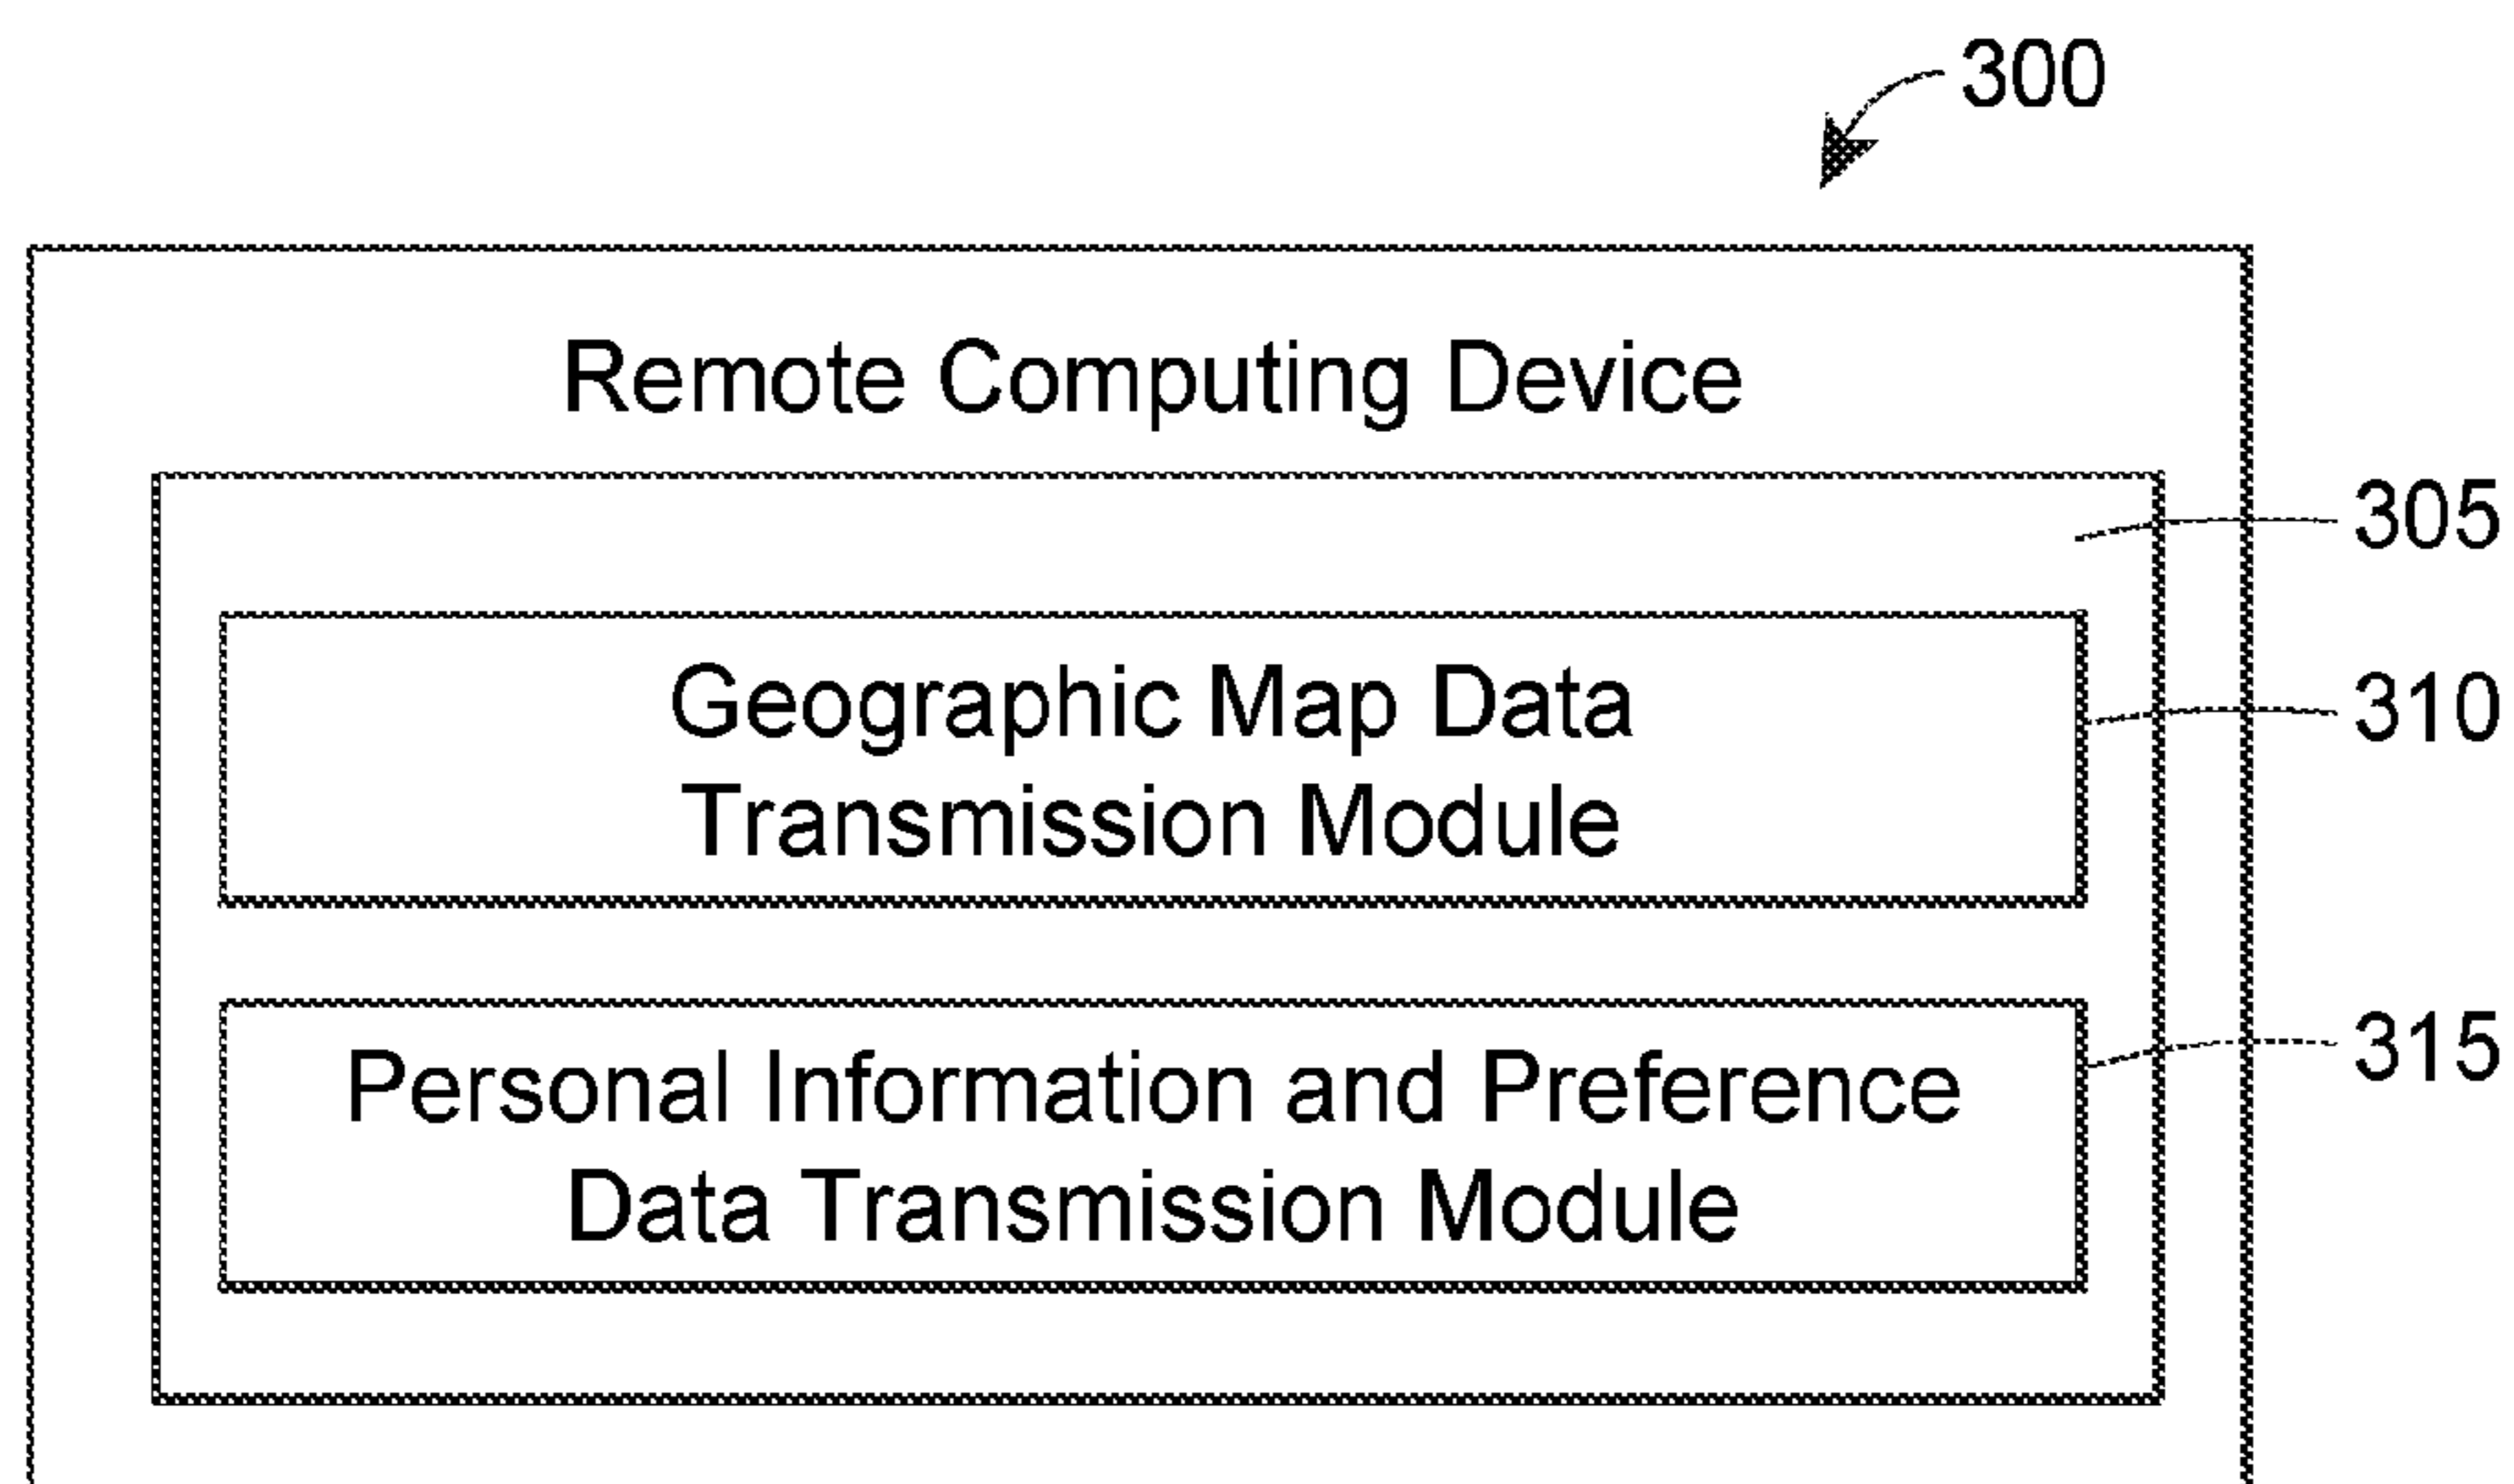 300
Remote Computing Device
305
Geographic Map Data
310
Transmission Module
Personal Information and Preference
315
Data Transmission Module